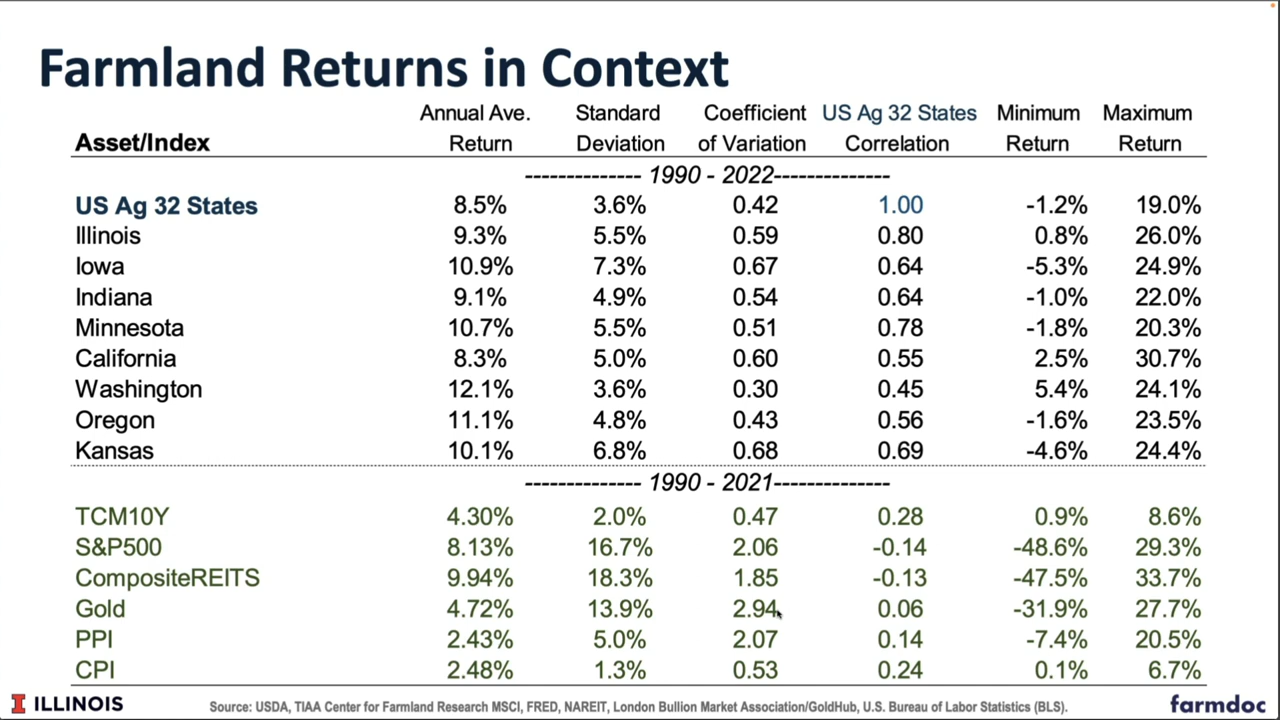 Farmland Returns in Context
Annual Ave. Standard Coefficient US Ag 32 States Minimum Maximum
Asset/Index Return Deviation of Variation Correlation Return Return
-------------- 1990 - 2022--------------
US Ag 32 States 8.5% 3.6% 0.42 1.00 -1.2% 19.0%
Illinois 9.3% 5.5% 0.59 0.80 0.8% 26.0%
Iowa 10.9% 7.3% 0.67 0.64 -5.3% 24.9%
Indiana 9.1% 4.9% 0.54 0.64 -1.0% 22.0%
Minnesota 10.7% 5.5% 0.51 0.78 -1.8% 20.3%
California 8.3% 5.0% 0.60 0.55 2.5% 30.7%
Washington 12.1% 3.6% 0.30 0.45 5.4% 24.1%
Oregon 11.1% 4.8% 0.43 0.56 -1.6% 23.5%
Kansas 10.1% 6.8% 0.68 0.69 -4.6% 24.4%
-------------- 1990 - 2021--------------
TCM10Y 4.30% 2.0% 0.47 0.28 0.9% 8.6%
S&P500 8.13% 16.7% 2.06 -0.14 -48.6% 29.3%
CompositeREITS 9.94% 18.3% 1.85 -0.13 -47.5% 33.7%
Gold 4.72% 13.9% 2.94 0.06 -31.9% 27.7%
PPI 2.43% 5.0% 2.07 0.14 -7.4% 20.5%
CPI 2.48% 1.3% 0.53 0.24 0.1% 6.7%
I ILLINOIS Source: USDA, TIAA Center for Farmland Research MSCI, FRED, NAREIT, London Bullion Market Association/GoldHub, U.S. Bureau of Labor Statistics (BLS). farmdoc